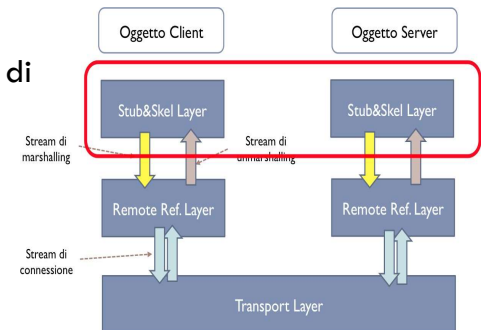 Oggetto Client
Oggetto Server
di
Stub&Skel Layer
Stub&Skel Layer
Stream di
marshalling
Stream di
unmarshalling
Remote Ref. Layer
Remote Ref. Layer
Stream di
connessione
Transport Layer